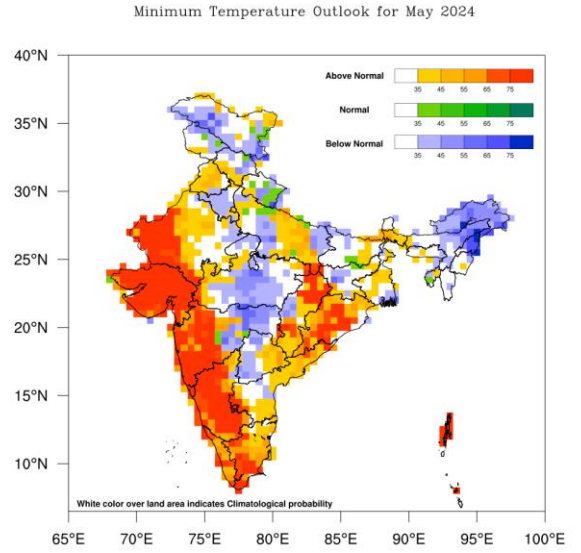 Minimum Temperature Outlook for May 2024
40°N
35°N
30°N
25°N
20°N
15°N
10°N
Above Normal
35 45 55 65 75
Normal
35 45 55 65 75
Below Normal
35 45 55 65 75
White color over land area indicates Climatological probability
65°E 70°E 75°E 80°E 85°E 90°E 95°E 100°E